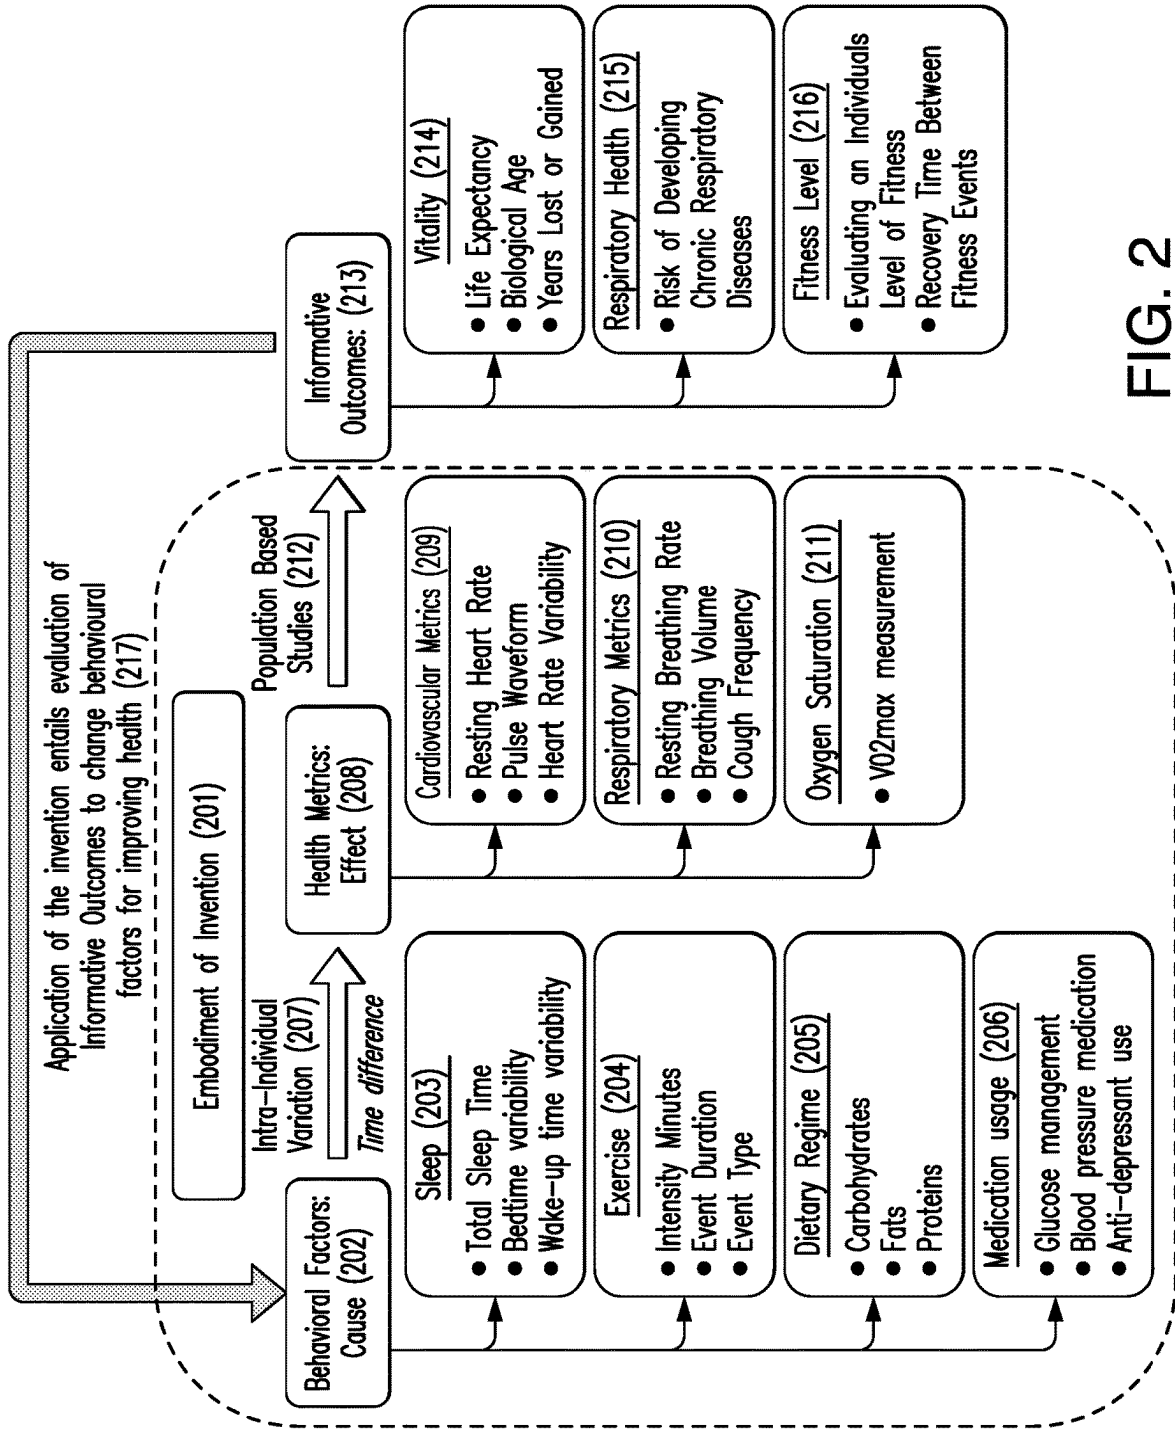 Application of the invention entails evaluation of
Informative Outcomes to change behavioural
factors for improving health (217)
Embodiment of Invention (201)
Behavioral Factors:
Cause (202)
Intra-Individual
Variation (207)
Time difference
Health Metrics:
Effect (208)
Population Based
Studies (212)
Informative
Outcomes: (213)
Sleep (203)
● Total Sleep Time
● Bedtime variability
● Wake-up time variability
Exercise (204)
● Intensity Minutes
● Event Duration
● Event Type
Dietary Regime (205)
● Carbohydrates
● Fats
● Proteins
Medication usage (206)
● Glucose management
● Blood pressure medication
● Anti-depressant use
Cardiovascular Metrics (209)
● Resting Heart Rate
● Pulse Waveform
● Heart Rate Variability
Respiratory Metrics (210)
● Resting Breathing Rate
● Breathing Volume
● Cough Frequency
Oxygen Saturation (211)
● VO2max measurement
Vitality (214)
● Life Expectancy
● Biological Age
● Years Lost or Gained
Respiratory Health (215)
● Risk of Developing
Chronic Respiratory
Diseases
Fitness Level (216)
● Evaluating an Individuals
Level of Fitness
● Recovery Time Between
Fitness Events
FIG. 2